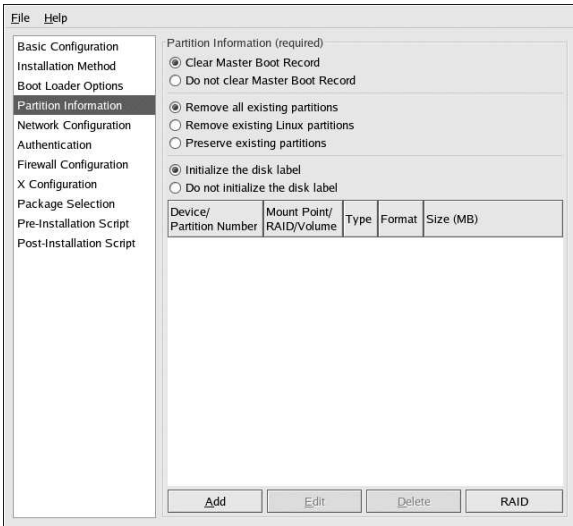 File Help
Basic Configuration
Installation Method
Boot Loader Options
Partition Information
Network Configuration
Authentication
Firewall Configuration
X Configuration
Package Selection
Pre-Installation Script
Post-Installation Script
Partition Information (required)
Clear Master Boot Record
Do not clear Master Boot Record
Remove all existing partitions
Remove existing Linux partitions
Preserve existing partitions
Initialize the disk label
Do not initialize the disk label
Device/
Partition Number
Mount Point/
RAID/Volume
Type
Format
Size (MB)
Add Edit Delete RAID